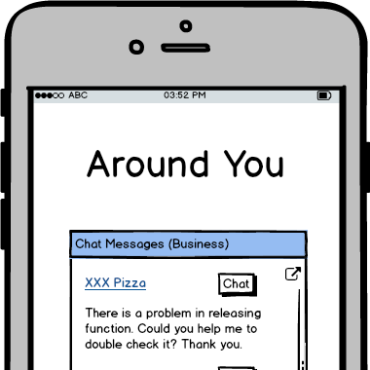 ABC 03:52 PM
Around You
Chat Messages (Business)
XXX Pizza Chat
There is a problem in releasing
function. Could you help me to
double check it? Thank you.